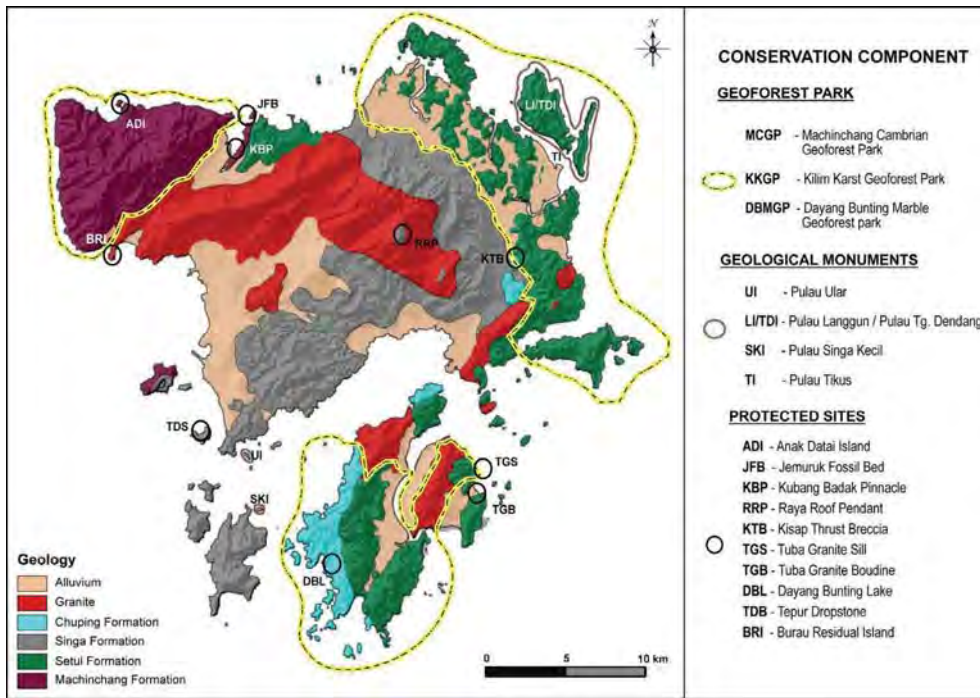 N
JFB
ADI
KBP
LI/TDI
TI
BRI
RRP
KTB
TDS
UI
TGS
TGB
SKI
DBL
Geology
Alluvium
Granite
Chuping Formation
Singa Formation
Setul Formation
Machinchang Formation
0 5 10 km
CONSERVATION COMPONENT
GEOFOREST PARK
MCGP - Machinchang Cambrian
Geoforest Park
KKGP - Kilim Karst Geoforest Park
DBMGP - Dayang Bunting Marble
Geoforest park
GEOLOGICAL MONUMENTS
UI - Pulau Ular
LI/TDI - Pulau Langgun / Pulau Tg. Dendang
SKI - Pulau Singa Kecil
TI - Pulau Tikus
PROTECTED SITES
ADI - Anak Datai Island
JFB - Jemuruk Fossil Bed
KBP - Kubang Badak Pinnacle
RRP - Raya Roof Pendant
KTB - Kisap Thrust Breccia
TGS - Tuba Granite Sill
TGB - Tuba Granite Boudine
DBL - Dayang Bunting Lake
TDB - Tepur Dropstone
BRI - Burau Residual Island